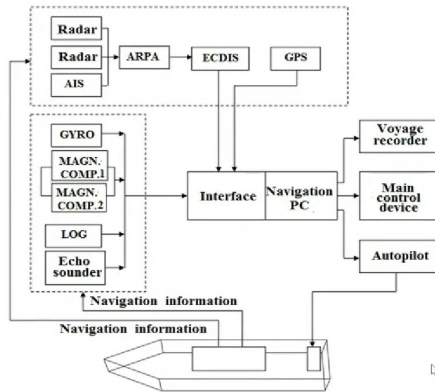 Radar
Radar
AIS
ARPA
ECDIS
GPS
GYRO
MAGN.
COMP.1
MAGN.
COMP.2
LOG
Echo
sounder
Interface
Navigation
PC
Voyage
recorder
Main
control
device
Autopilot
Navigation information
Navigation information